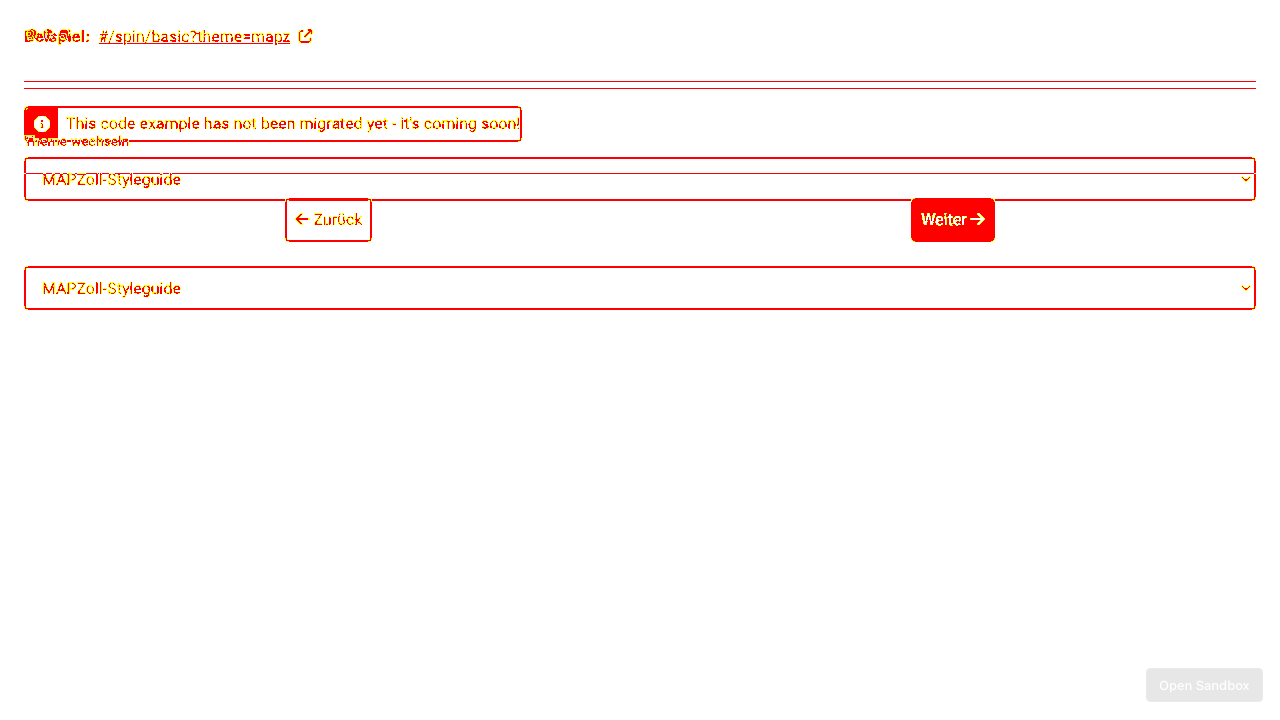 Beispiel: #/spin/basic?theme=mapz
This code example has not been migrated yet - it's coming soon!
Theme wechseln
MAPZoll-Styleguide
Zurück
Weiter
MAPZoll-Styleguide
Open Sandbox